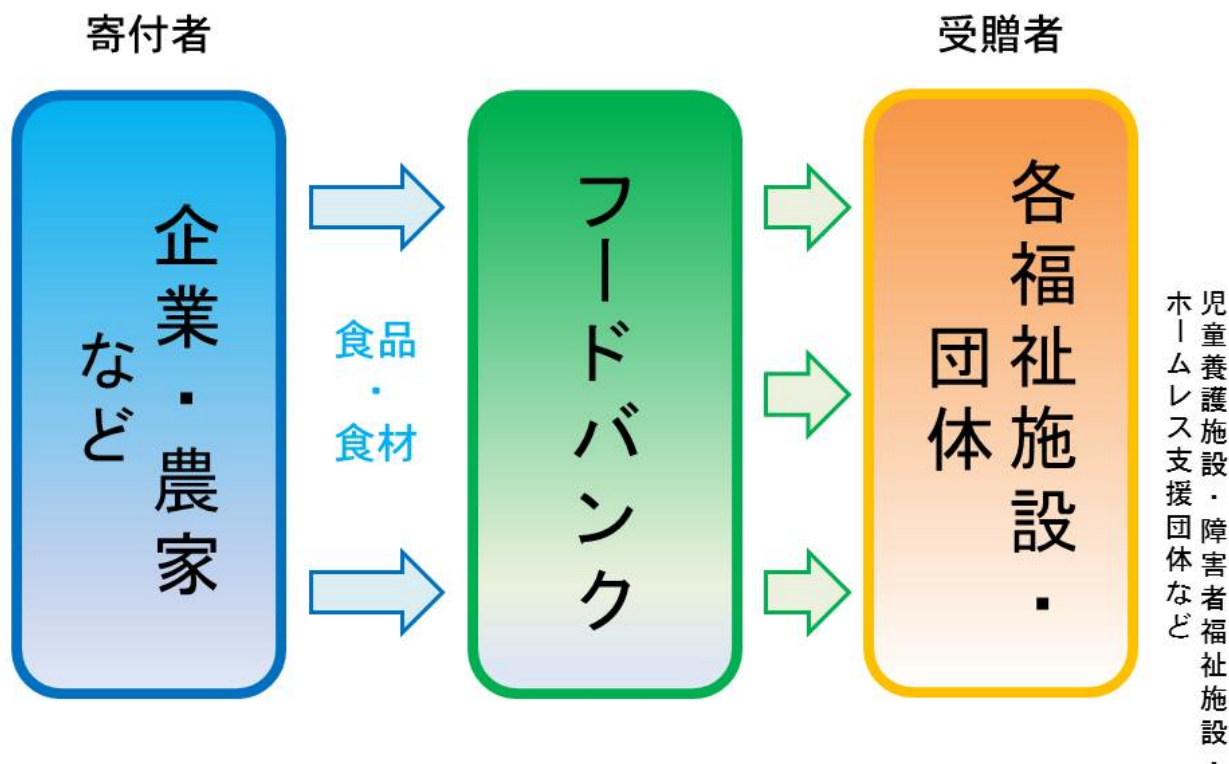 寄付者
受贈者
企業・農家
など
食品
・
食材
フードバンク
各福祉施設・
団体
児童養護施設・障害者福祉施設・
ホームレス支援団体など